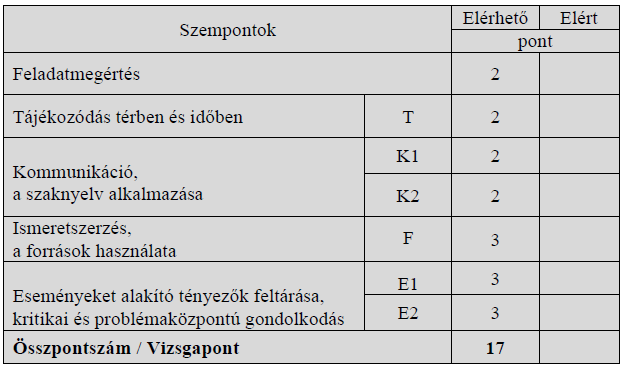 Szempontok Elérhető Elért
pont
Feladatmegértés 2
Tájékozódás térben és időben T 2
Kommunikáció,
a szaknyelv alkalmazása
K1 2
K2 2
Ismeretszerzés,
a források használata
F 3
Eseményeket alakító tényezők feltárása,
kritikai és problémaközpontú gondolkodás
E1 3
E2 3
Összpontszám / Vizsgapont 17